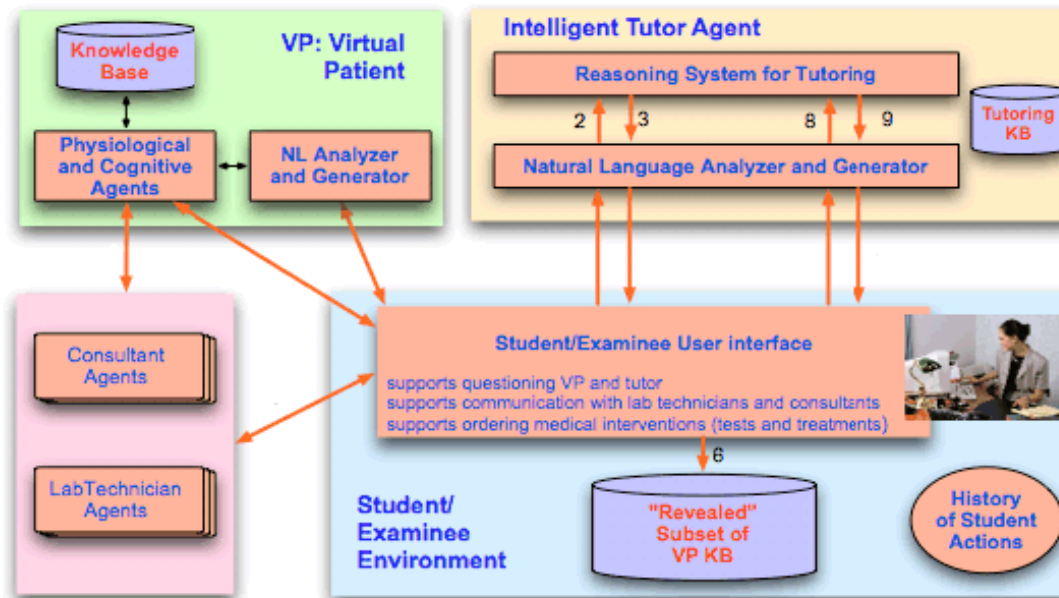 Knowledge
Base
VP: Virtual
Patient
Physiological
and Cognitive
Agents
NL Analyzer
and Generator
Intelligent Tutor Agent
Reasoning System for Tutoring
2
3
8
9
Tutoring
KB
Natural Language Analyzer and Generator
Consultant
Agents
LabTechnician
Agents
Student/Examinee User interface
supports questioning VP and tutor
supports communication with lab technicians and consultants
supports ordering medical interventions (tests and treatments)
6
Student/
Examinee
Environment
"Revealed"
Subset of
VP KB
History
of Student
Actions